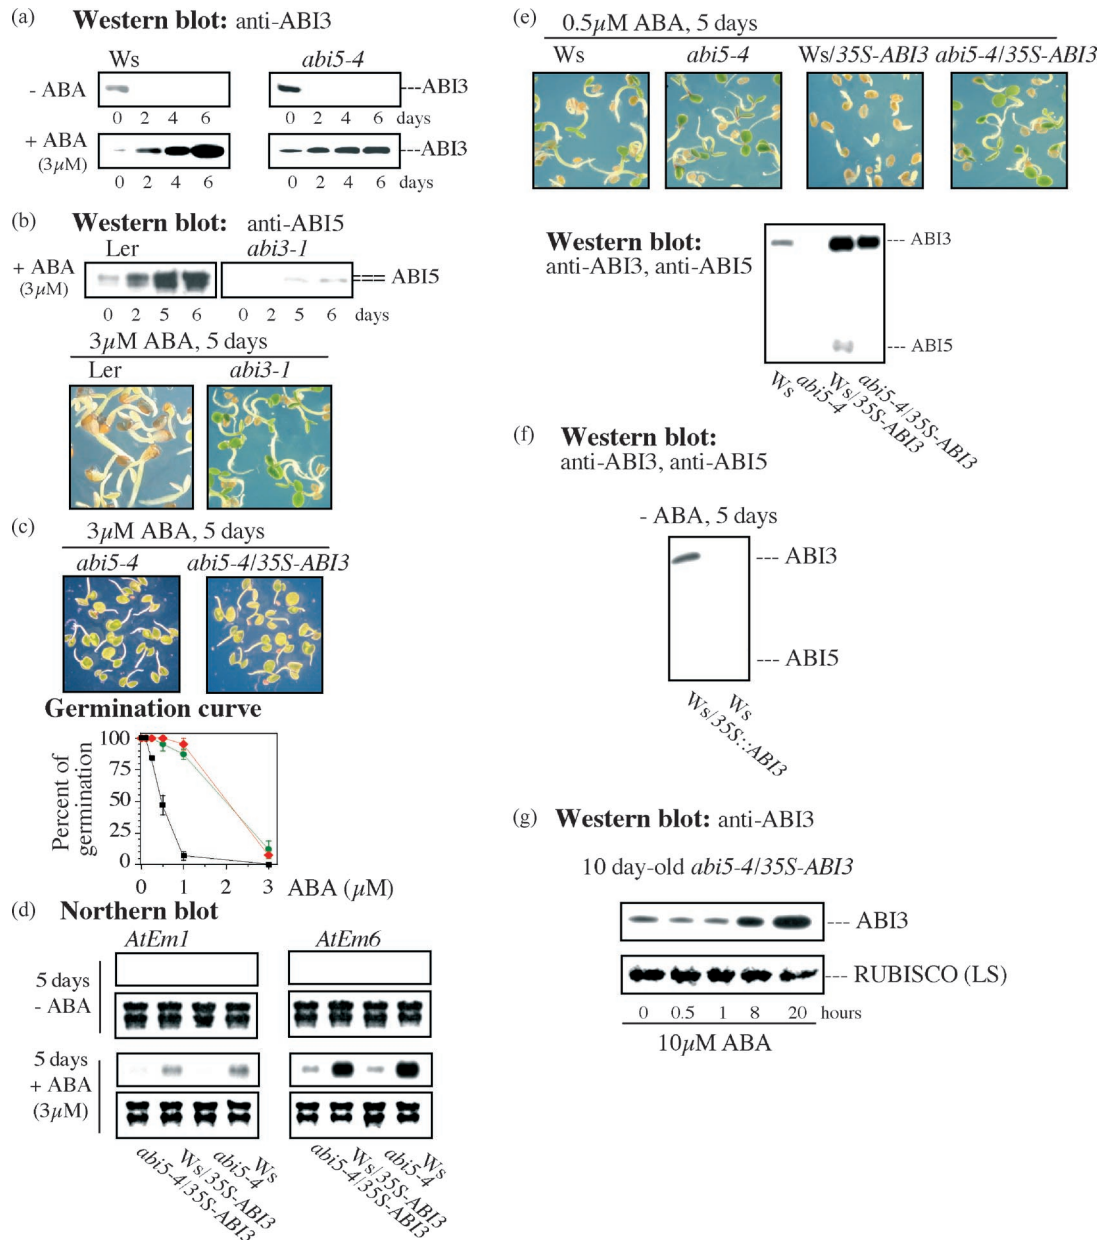 (a) Western blot: anti-ABI3
Ws abi5-4
- ABA ---ABI3
0 2 4 6 0 2 4 6 days
+ ABA ---ABI3
(3µM)
0 2 4 6 0 2 4 6 days
(b) Western blot: anti-ABI5
Ler abi3-1
+ ABA ABI5
(3µM)
0 2 5 6 0 2 5 6 days
3µM ABA, 5 days
Ler abi3-1
(c) 3µM ABA, 5 days
abi5-4 abi5-4/35S-ABI3
Germination curve
Percent of
germination
100
75
50
25
0
0 1 2 3 ABA (µM)
(d) Northern blot
AtEm1 AtEm6
5 days
- ABA
5 days
+ ABA
(3µM)
abi5-4/35S-ABI3 Ws/35S-ABI3 abi5-4 Ws
abi5-4/35S-ABI3 Ws/35S-ABI3 abi5-4 Ws
(e) 0.5µM ABA, 5 days
Ws abi5-4 Ws/35S-ABI3 abi5-4/35S-ABI3
Western blot:
anti-ABI3, anti-ABI5
--- ABI3
--- ABI5
Ws abi5-4 Ws/35S-ABI3 abi5-4/35S-ABI3
(f) Western blot:
anti-ABI3, anti-ABI5
- ABA, 5 days
--- ABI3
--- ABI5
Ws/35S::ABI3 Ws
(g) Western blot: anti-ABI3
10 day-old abi5-4/35S-ABI3
--- ABI3
--- RUBISCO (LS)
0 0.5 1 8 20 hours
10µM ABA